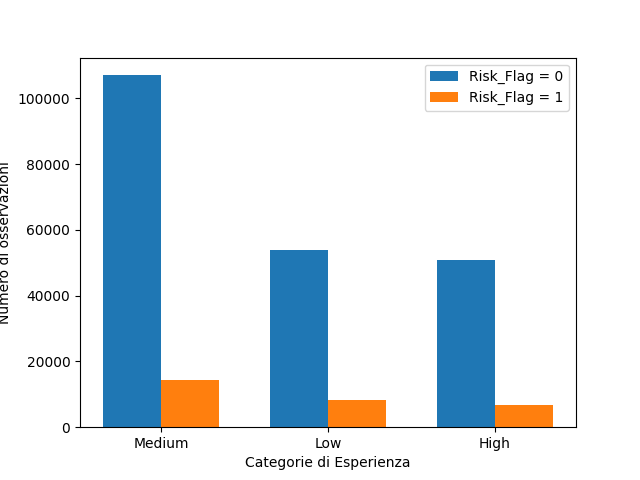 Risk_Flag = 0
Risk_Flag = 1
100000
80000
60000
40000
20000
0
Numero di osservazioni
Medium Low High
Categorie di Esperienza